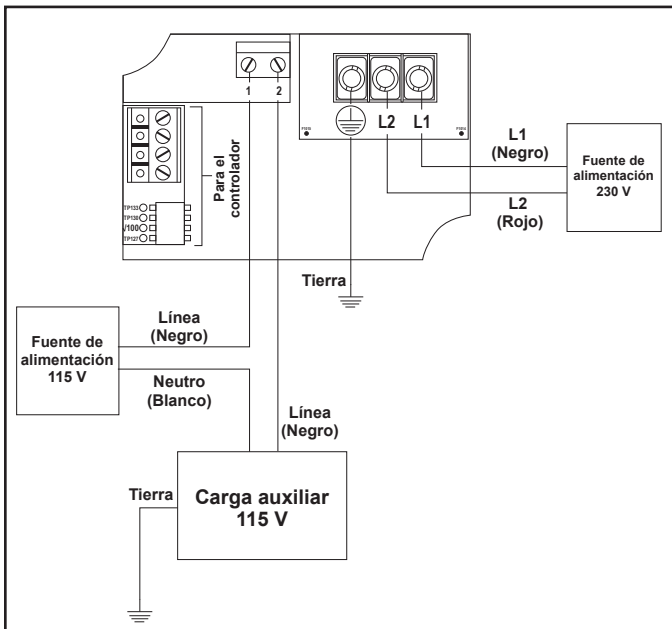 1 2
L2 L1
Para el
controlador
TP133
TP130
/100
TP127
L1
(Negro)
L2
(Rojo)
Fuente de
alimentación
230 V
Tierra
Fuente de
alimentación
115 V
Línea
(Negro)
Neutro
(Blanco)
Línea
(Negro)
Tierra
Carga auxiliar
115 V